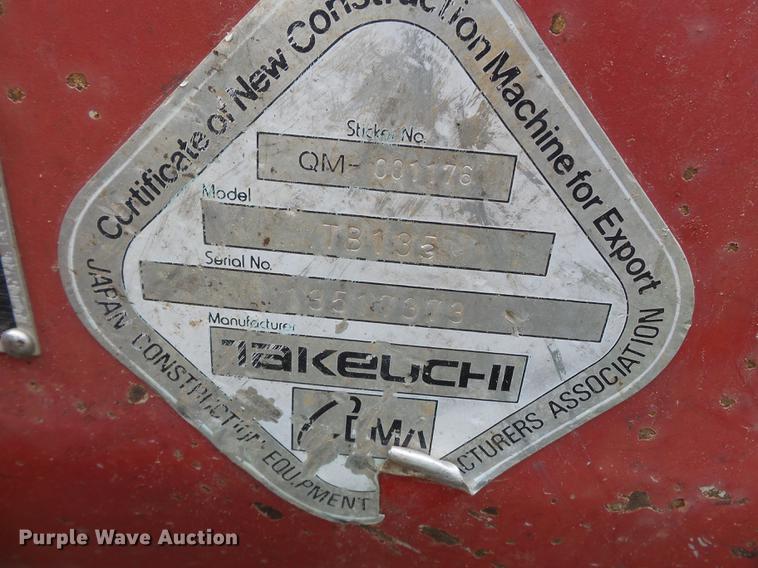 Certificate of New Construction Machine for Export
Sticker No.
QM- 001176
Model
TB135
Serial No.
Manufacturer
TAKEUCHI
JAPAN CONSTRUCTION EQUIPMENT
CTURERS ASSOCIATION
Purple Wave Auction